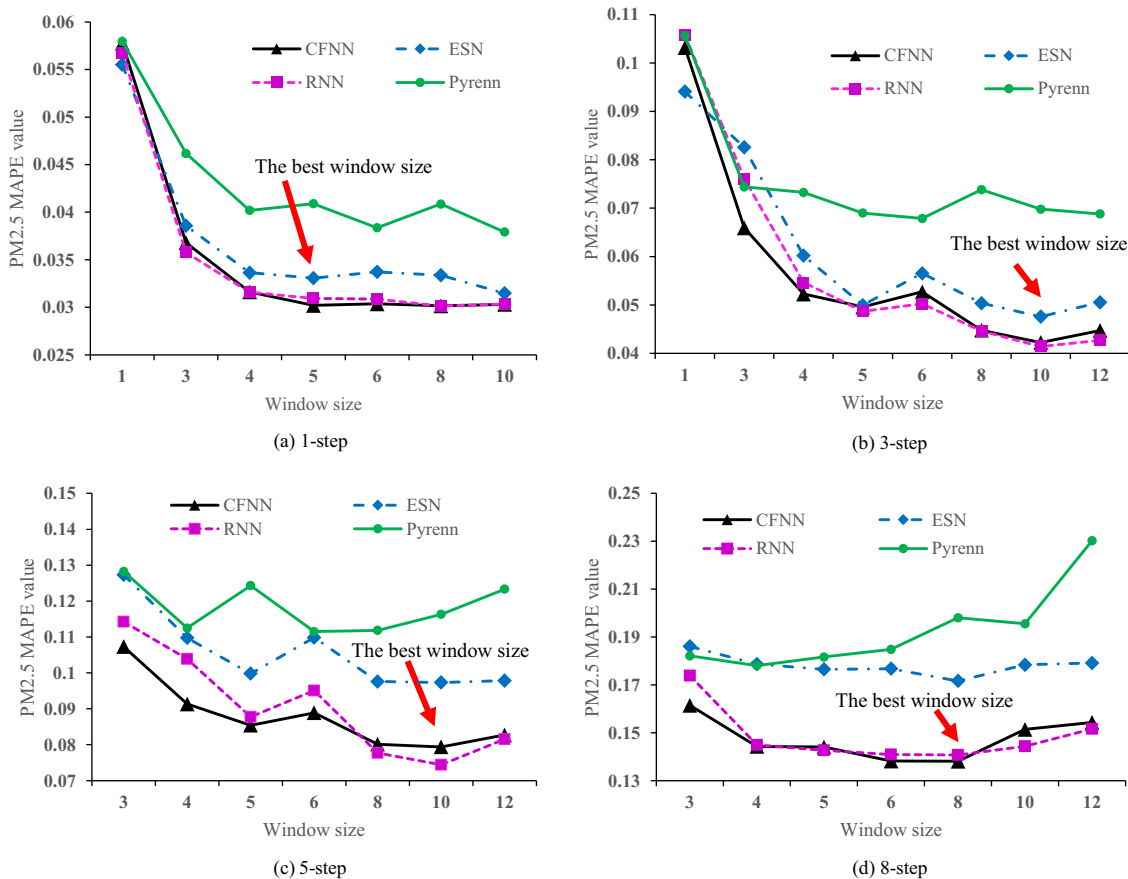 0.06
0.055
0.05
0.045
0.04
0.035
0.03
0.025
PM2.5 MAPE value
CFNN
ESN
RNN
Pyrenn
The best window size
1 3 4 5 6 8 10
Window size
(a) 1-step
0.11
0.1
0.09
0.08
0.07
0.06
0.05
0.04
PM2.5 MAPE value
CFNN
ESN
RNN
Pyrenn
The best window size
1 3 4 5 6 8 10 12
Window size
(b) 3-step
0.15
0.14
0.13
0.12
0.11
0.1
0.09
0.08
0.07
PM2.5 MAPE value
CFNN
ESN
RNN
Pyrenn
The best window size
3 4 5 6 8 10 12
Window size
(c) 5-step
0.25
0.23
0.21
0.19
0.17
0.15
0.13
PM2.5 MAPE value
CFNN
ESN
RNN
Pyrenn
The best window size
3 4 5 6 8 10 12
Window size
(d) 8-step